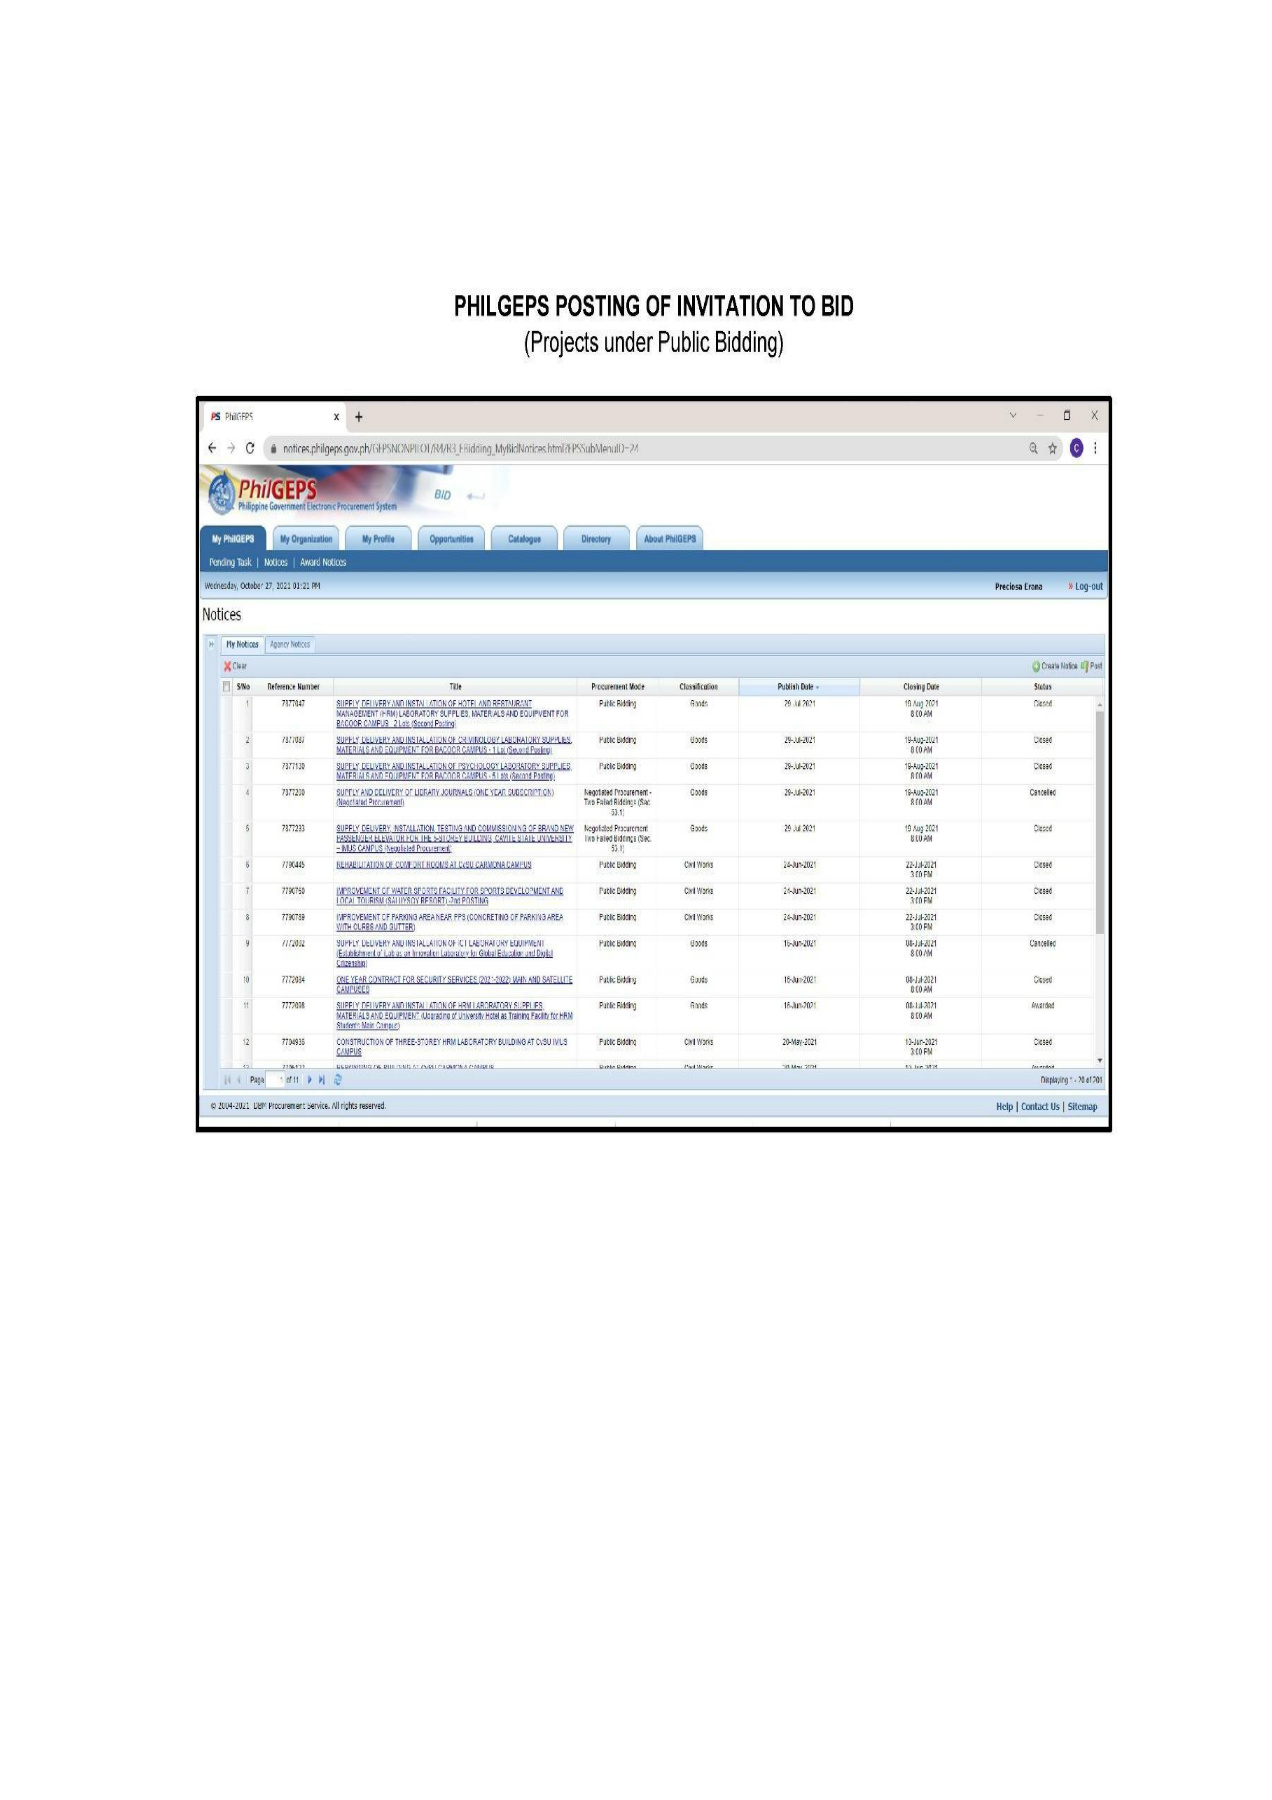 PHILGEPS POSTING OF INVITATION TO BID
(Projects under Public Bidding)
PS PhilGEPS x +
notices.philgeps.gov.ph/GEPSNONPILOT/R4/R3_EBidding_MyBidNotices.html?EPSSubMenuID=24
PhilGEPS
Philippine Government Electronic Procurement System
BID
My PhilGEPS My Organization My Profile Opportunities Catalogue Directory About PhilGEPS
Pending Task | Notices | Award Notices
Wednesday, October 27, 2021 01:21 PM Preciosa Erona » Log-out
Notices
My Notices Agency Notices
Clear Create Notice Post
S/No Reference Number Title Procurement Mode Classification Publish Date Closing Date Status
1 7877047 SUPPLY, DELIVERY AND INSTALLATION OF HOTEL AND RESTAURANT Public Bidding Goods 29-Jul-2021 19-Aug-2021 Closed
MANAGEMENT (HRM) LABORATORY SUPPLIES, MATERIALS AND EQUIPMENT FOR 8:00 AM
BACOOR CAMPUS - 2 Lots (Second Posting)
2 7877087 SUPPLY, DELIVERY AND INSTALLATION OF CRIMINOLOGY LABORATORY SUPPLIES, Public Bidding Goods 29-Jul-2021 19-Aug-2021 Closed
MATERIALS AND EQUIPMENT FOR BACOOR CAMPUS - 1 Lot (Second Posting) 8:00 AM
3 7877130 SUPPLY, DELIVERY AND INSTALLATION OF PSYCHOLOGY LABORATORY SUPPLIES, Public Bidding Goods 29-Jul-2021 19-Aug-2021 Closed
MATERIALS AND EQUIPMENT FOR BACOOR CAMPUS - 5 Lots (Second Posting) 8:00 AM
4 7877200 SUPPLY AND DELIVERY OF LIBRARY JOURNALS (ONE YEAR SUBSCRIPTION) Negotiated Procurement - Goods 29-Jul-2021 19-Aug-2021 Cancelled
(Negotiated Procurement) Two Failed Biddings (Sec. 8:00 AM
53.1)
5 7877233 SUPPLY, DELIVERY, INSTALLATION, TESTING AND COMMISSIONING OF BRAND NEW Negotiated Procurement - Goods 29-Jul-2021 19-Aug-2021 Closed
PASSENGER ELEVATOR FOR THE 5-STOREY BUILDING, CAVITE STATE UNIVERSITY Two Failed Biddings (Sec. 8:00 AM
– IMUS CAMPUS (Negotiated Procurement) 53.1)
6 7790445 REHABILITATION OF COMFORT ROOMS AT CvSU CARMONA CAMPUS Public Bidding Civil Works 24-Jun-2021 22-Jul-2021 Closed
3:00 PM
7 7790760 IMPROVEMENT OF WATER SPORTS FACILITY FOR SPORTS DEVELOPMENT AND Public Bidding Civil Works 24-Jun-2021 22-Jul-2021 Closed
LOCAL TOURISM (SALUYSOY RESORT) -2nd POSTING 3:00 PM
8 7790789 IMPROVEMENT OF PARKING AREA NEAR PPS (CONCRETING OF PARKING AREA Public Bidding Civil Works 24-Jun-2021 22-Jul-2021 Closed
WITH CURBS AND GUTTER) 3:00 PM
9 7772002 SUPPLY, DELIVERY AND INSTALLATION OF ICT LABORATORY EQUIPMENT Public Bidding Goods 16-Jun-2021 08-Jul-2021 Cancelled
(Establishment of Lab as an Innovation Laboratory for Global Education and Digital 8:00 AM
Citizenship)
10 7772084 ONE YEAR CONTRACT FOR SECURITY SERVICES (2021-2022) MAIN AND SATELLITE Public Bidding Goods 16-Jun-2021 08-Jul-2021 Closed
CAMPUSES 8:00 AM
11 7772098 SUPPLY, DELIVERY AND INSTALLATION OF HRM LABORATORY SUPPLIES, Public Bidding Goods 16-Jun-2021 08-Jul-2021 Awarded
MATERIALS AND EQUIPMENT (Upgrading of University Hotel as Training Facility for HRM 8:00 AM
Students Main Campus)
12 7704936 CONSTRUCTION OF THREE-STOREY HRM LABORATORY BUILDING AT CvSU IMUS Public Bidding Civil Works 20-May-2021 10-Jun-2021 Closed
CAMPUS 3:00 PM
Page 1 of 11 Displaying 1 - 20 of 201
© 2004-2021 DBM Procurement Service. All rights reserved. Help | Contact Us | Sitemap